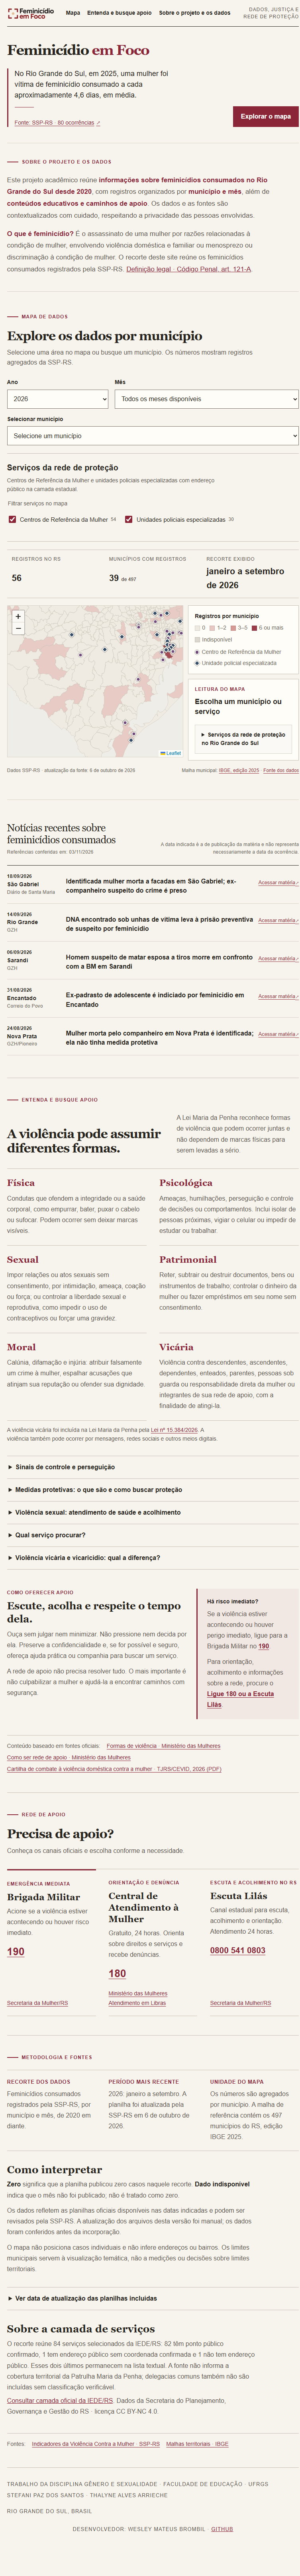 Feminicídio
em Foco
Mapa
Entenda e busque apoio
Sobre o projeto e os dados
DADOS, JUSTIÇA E
REDE DE PROTEÇÃO
Feminicídio em Foco
No Rio Grande do Sul, em 2025, uma mulher foi
vítima de feminicídio consumado a cada
aproximadamente 4,6 dias, em média.
Fonte: SSP-RS · 80 ocorrências ↗
Explorar o mapa
SOBRE O PROJETO E OS DADOS
Este projeto acadêmico reúne informações sobre feminicídios consumados no Rio
Grande do Sul desde 2020, com registros organizados por município e mês, além de
conteúdos educativos e caminhos de apoio. Os dados e as fontes são
contextualizados com cuidado, respeitando a privacidade das pessoas envolvidas.
O que é feminicídio? É o assassinato de uma mulher por razões relacionadas à
condição de mulher, envolvendo violência doméstica e familiar ou menosprezo ou
discriminação à condição de mulher. O recorte deste site reúne os feminicídios
consumados registrados pela SSP-RS. Definição legal · Código Penal, art. 121-A.
MAPA DE DADOS
Explore os dados por município
Selecione uma área no mapa ou busque um município. Os números mostram registros
agregados da SSP-RS.
Ano
Mês
2026
Todos os meses disponíveis
Selecionar município
Selecione um município
Serviços da rede de proteção
Centros de Referência da Mulher e unidades policiais especializadas com endereço
público na camada estadual.
Filtrar serviços no mapa
Centros de Referência da Mulher 54
Unidades policiais especializadas 30
REGISTROS NO RS
56
MUNICÍPIOS COM REGISTROS
39 de 497
RECORTE EXIBIDO
janeiro a setembro
de 2026
+
−
Leaflet
Registros por município
0
1–2
3–5
6 ou mais
Indisponível
Centro de Referência da Mulher
Unidade policial especializada
LEITURA DO MAPA
Escolha um município ou
serviço
▸ Serviços da rede de proteção
no Rio Grande do Sul
Dados SSP-RS · atualização da fonte: 6 de outubro de 2026
Malha municipal: IBGE, edição 2025 · Fonte dos dados
Notícias recentes sobre
feminicídios consumados
Referências conferidas em: 03/11/2026
A data indicada é a de publicação da matéria e não representa
necessariamente a data da ocorrência.
18/09/2026
São Gabriel
Diário de Santa Maria
Identificada mulher morta a facadas em São Gabriel; ex-
companheiro suspeito do crime é preso
Acessar matéria↗
14/09/2026
Rio Grande
GZH
DNA encontrado sob unhas de vítima leva à prisão preventiva
de suspeito por feminicídio
Acessar matéria↗
06/09/2026
Sarandi
GZH
Homem suspeito de matar esposa a tiros morre em confronto
com a BM em Sarandi
Acessar matéria↗
31/08/2026
Encantado
Correio do Povo
Ex-padrasto de adolescente é indiciado por feminicídio em
Encantado
Acessar matéria↗
24/08/2026
Nova Prata
GZH/Pioneiro
Mulher morta pelo companheiro em Nova Prata é identificada;
ela não tinha medida protetiva
Acessar matéria↗
ENTENDA E BUSQUE APOIO
A violência pode assumir
diferentes formas.
A Lei Maria da Penha reconhece formas
de violência que podem ocorrer juntas e
não dependem de marcas físicas para
serem levadas a sério.
Física
Condutas que ofendem a integridade ou a saúde
corporal, como empurrar, bater, puxar o cabelo
ou sufocar. Podem ocorrer sem deixar marcas
visíveis.
Psicológica
Ameaças, humilhações, perseguição e controle
de decisões ou comportamentos. Inclui isolar de
pessoas próximas, vigiar o celular ou impedir de
estudar ou trabalhar.
Sexual
Impor relações ou atos sexuais sem
consentimento, por intimidação, ameaça, coação
ou força; ou controlar a liberdade sexual e
reprodutiva, como impedir o uso de
contraceptivos ou forçar uma gravidez.
Patrimonial
Reter, subtrair ou destruir documentos, bens ou
instrumentos de trabalho; controlar o dinheiro da
mulher ou fazer empréstimos em seu nome sem
consentimento.
Moral
Calúnia, difamação e injúria: atribuir falsamente
um crime à mulher, espalhar acusações que
atinjam sua reputação ou ofender sua dignidade.
Vicária
Violência contra descendentes, ascendentes,
dependentes, enteados, parentes, pessoas sob
guarda ou responsabilidade direta da mulher ou
integrantes de sua rede de apoio, com a
finalidade de atingi-la.
A violência vicária foi incluída na Lei Maria da Penha pela Lei nº 15.384/2026. A
violência também pode ocorrer por mensagens, redes sociais e outros meios digitais.
▸ Sinais de controle e perseguição
▸ Medidas protetivas: o que são e como buscar proteção
▸ Violência sexual: atendimento de saúde e acolhimento
▸ Qual serviço procurar?
▸ Violência vicária e vicaricídio: qual a diferença?
COMO OFERECER APOIO
Escute, acolha e respeite o tempo
dela.
Ouça sem julgar nem minimizar. Não pressione nem decida por
ela. Preserve a confidencialidade e, se for possível e seguro,
ofereça ajuda prática ou companhia para buscar um serviço.
A rede de apoio não precisa resolver tudo. O mais importante é
não culpabilizar a mulher e ajudá-la a encontrar caminhos com
segurança.
Há risco imediato?
Se a violência estiver
acontecendo ou houver
perigo imediato, ligue para a
Brigada Militar no 190.
Para orientação,
acolhimento e informações
sobre a rede, procure o
Ligue 180 ou a Escuta
Lilás.
Conteúdo baseado em fontes oficiais:
Formas de violência · Ministério das Mulheres
Como ser rede de apoio · Ministério das Mulheres
Cartilha de combate à violência doméstica contra a mulher · TJRS/CEVID, 2026 (PDF)
REDE DE APOIO
Precisa de apoio?
Conheça os canais oficiais e escolha conforme a necessidade.
EMERGÊNCIA IMEDIATA
Brigada Militar
Acione se a violência estiver
acontecendo ou houver risco
imediato.
190
Secretaria da Mulher/RS
ORIENTAÇÃO E DENÚNCIA
Central de
Atendimento à
Mulher
Gratuito, 24 horas. Orienta
sobre direitos e serviços e
recebe denúncias.
180
Ministério das Mulheres
Atendimento em Libras
ESCUTA E ACOLHIMENTO NO RS
Escuta Lilás
Canal estadual para escuta,
acolhimento e orientação.
Atendimento 24 horas.
0800 541 0803
Secretaria da Mulher/RS
METODOLOGIA E FONTES
RECORTE DOS DADOS
Feminicídios consumados
registrados pela SSP-RS, por
município e mês, de 2020 em
diante.
PERÍODO MAIS RECENTE
2026: janeiro a setembro. A
planilha foi atualizada pela
SSP-RS em 6 de outubro de
2026.
UNIDADE DO MAPA
Os números são agregados
por município. A malha de
referência contém os 497
municípios do RS, edição
IBGE 2025.
Como interpretar
Zero significa que a planilha publicou zero casos naquele recorte. Dado indisponível
indica que o mês não foi publicado; não é tratado como zero.
Os dados refletem as planilhas oficiais disponíveis nas datas indicadas e podem ser
revisados pela SSP-RS. A atualização dos arquivos desta versão foi manual; os dados
foram conferidos antes da incorporação.
O mapa não posiciona casos individuais e não infere endereços ou bairros. Os limites
municipais servem à visualização temática, não a medições ou decisões sobre limites
territoriais.
▸ Ver data de atualização das planilhas incluídas
Sobre a camada de serviços
O recorte reúne 84 serviços selecionados da IEDE/RS: 82 têm ponto público
confirmado, 1 tem endereço público sem coordenada confirmada e 1 não tem endereço
público. Esses dois últimos permanecem na lista textual. A fonte não informa a
cobertura territorial da Patrulha Maria da Penha; delegacias comuns também não são
incluídas sem classificação verificável.
Consultar camada oficial da IEDE/RS. Dados da Secretaria do Planejamento,
Governança e Gestão do RS · licença CC BY-NC 4.0.
Fontes:
Indicadores da Violência Contra a Mulher · SSP-RS
Malhas territoriais · IBGE
TRABALHO DA DISCIPLINA GÊNERO E SEXUALIDADE · FACULDADE DE EDUCAÇÃO · UFRGS
STEFANI PAZ DOS SANTOS · THALYNE ALVES ARRIECHE
RIO GRANDE DO SUL, BRASIL
DESENVOLVEDOR: WESLEY MATEUS BROMBIL · GITHUB